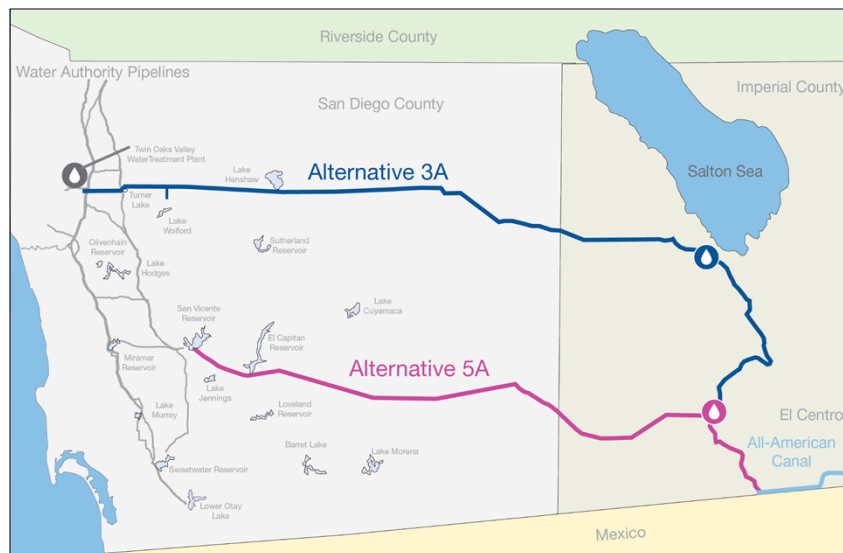 Riverside County
Water Authority Pipelines
Imperial County
San Diego County
Twin Oaks Valley
WaterTreatment Plant
Lake
Henshaw
Alternative 3A
Salton Sea
Turner
Lake
Lake
Wolford
Olivenhain
Reservoir
Sutherland
Reservoir
Lake
Hodges
San Vicente
Reservoir
Lake
Cuyamaca
El Capitan
Reservoir
Miramar
Reservoir
Alternative 5A
Lake
Jennings
Lake
Murray
Loveland
Reservoir
El Centro
All-American
Canal
Barret Lake
Lake Morena
Sweetwater Reservoir
Lower Otay
Lake
Mexico